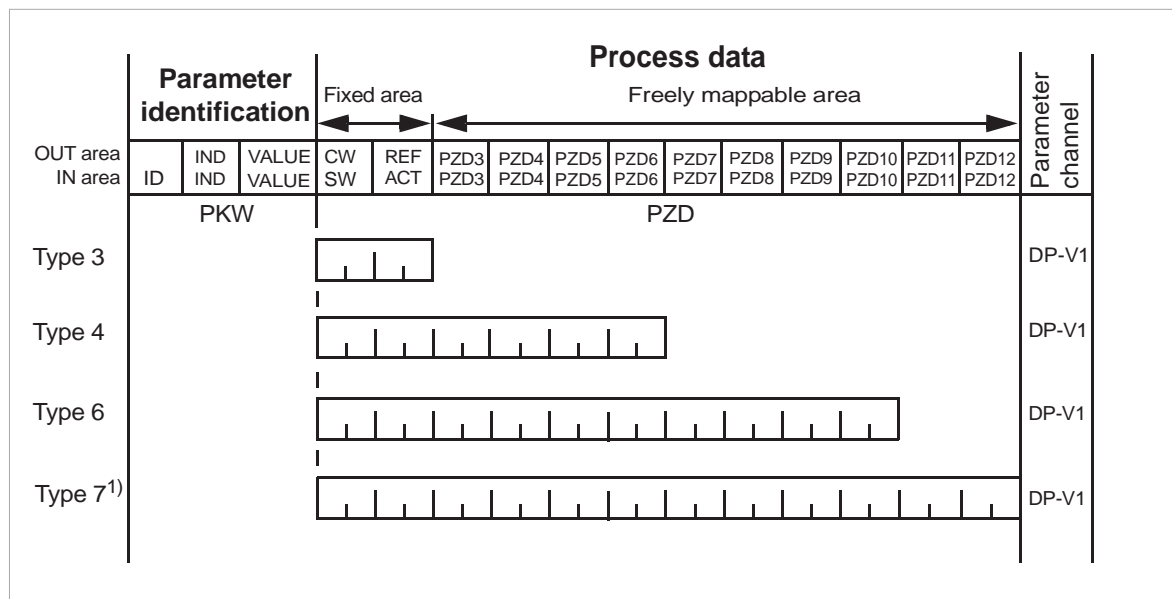 Process data
Parameter identification
Fixed area
Freely mappable area
Parameter channel
OUT area IND VALUE CW REF PZD3 PZD4 PZD5 PZD6 PZD7 PZD8 PZD9 PZD10 PZD11 PZD12
IN area ID IND VALUE SW ACT PZD3 PZD4 PZD5 PZD6 PZD7 PZD8 PZD9 PZD10 PZD11 PZD12
PKW PZD
Type 3 DP-V1
Type 4 DP-V1
Type 6 DP-V1
Type 7¹⁾ DP-V1